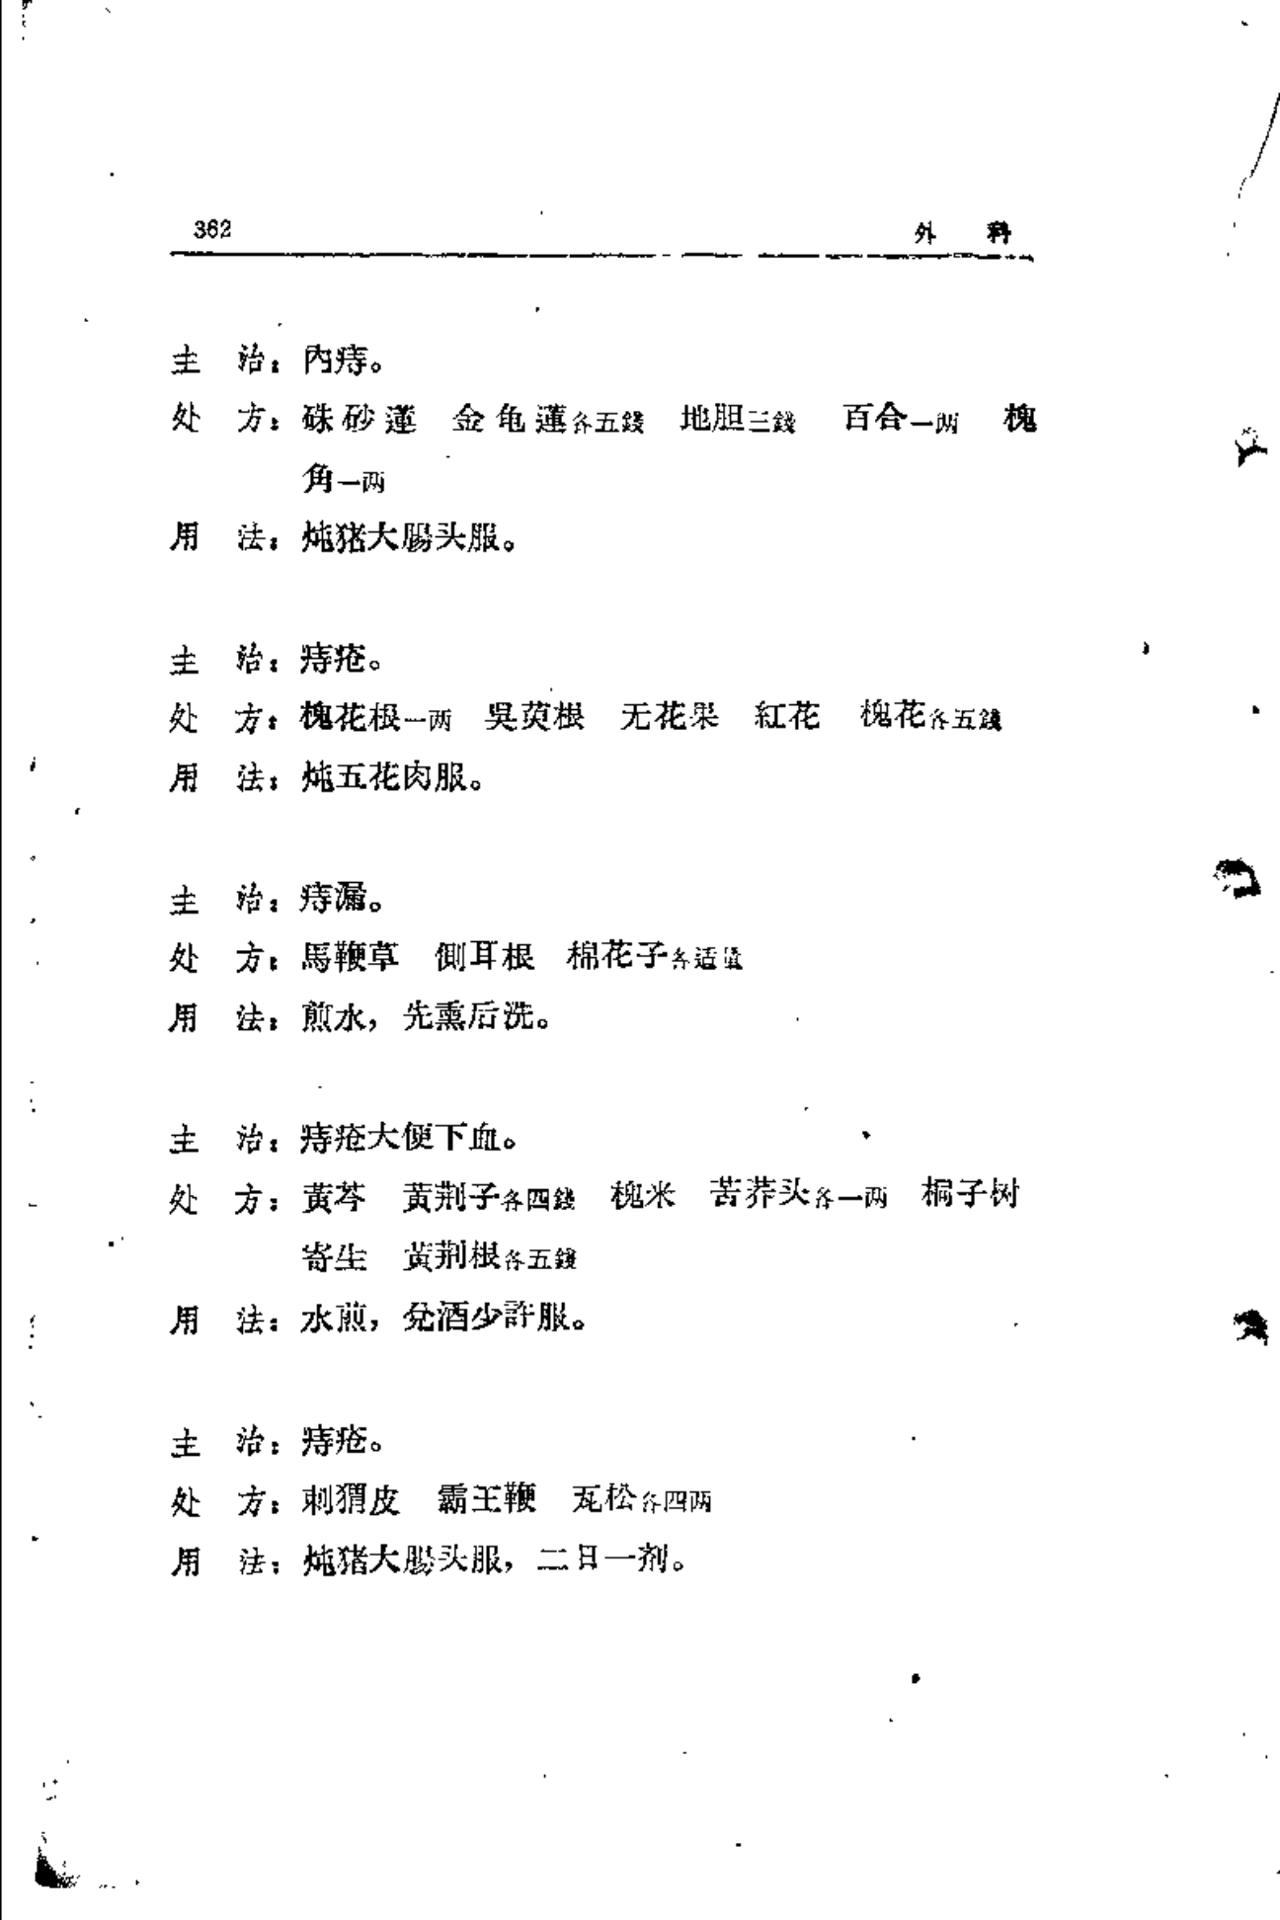 362 外 科
主 治：內痔。
处 方：硃砂蓮 金龟蓮各五錢 地胆三錢 百合一两 槐
角一两
用 法：炖猪大腸头服。
主 治：痔疮。
处 方：槐花根一两 吳萸根 无花果 紅花 槐花各五錢
用 法：炖五花肉服。
主 治：痔漏。
处 方：馬鞭草 側耳根 棉花子各适量
用 法：煎水，先熏后洗。
主 治：痔疮大便下血。
处 方：黃芩 黃荆子各四錢 槐米 苦荞头各一两 桐子树
寄生 黃荆根各五錢
用 法：水煎，兌酒少許服。
主 治：痔疮。
处 方：刺猬皮 霸王鞭 瓦松各四两
用 法：炖猪大腸头服，二日一剂。